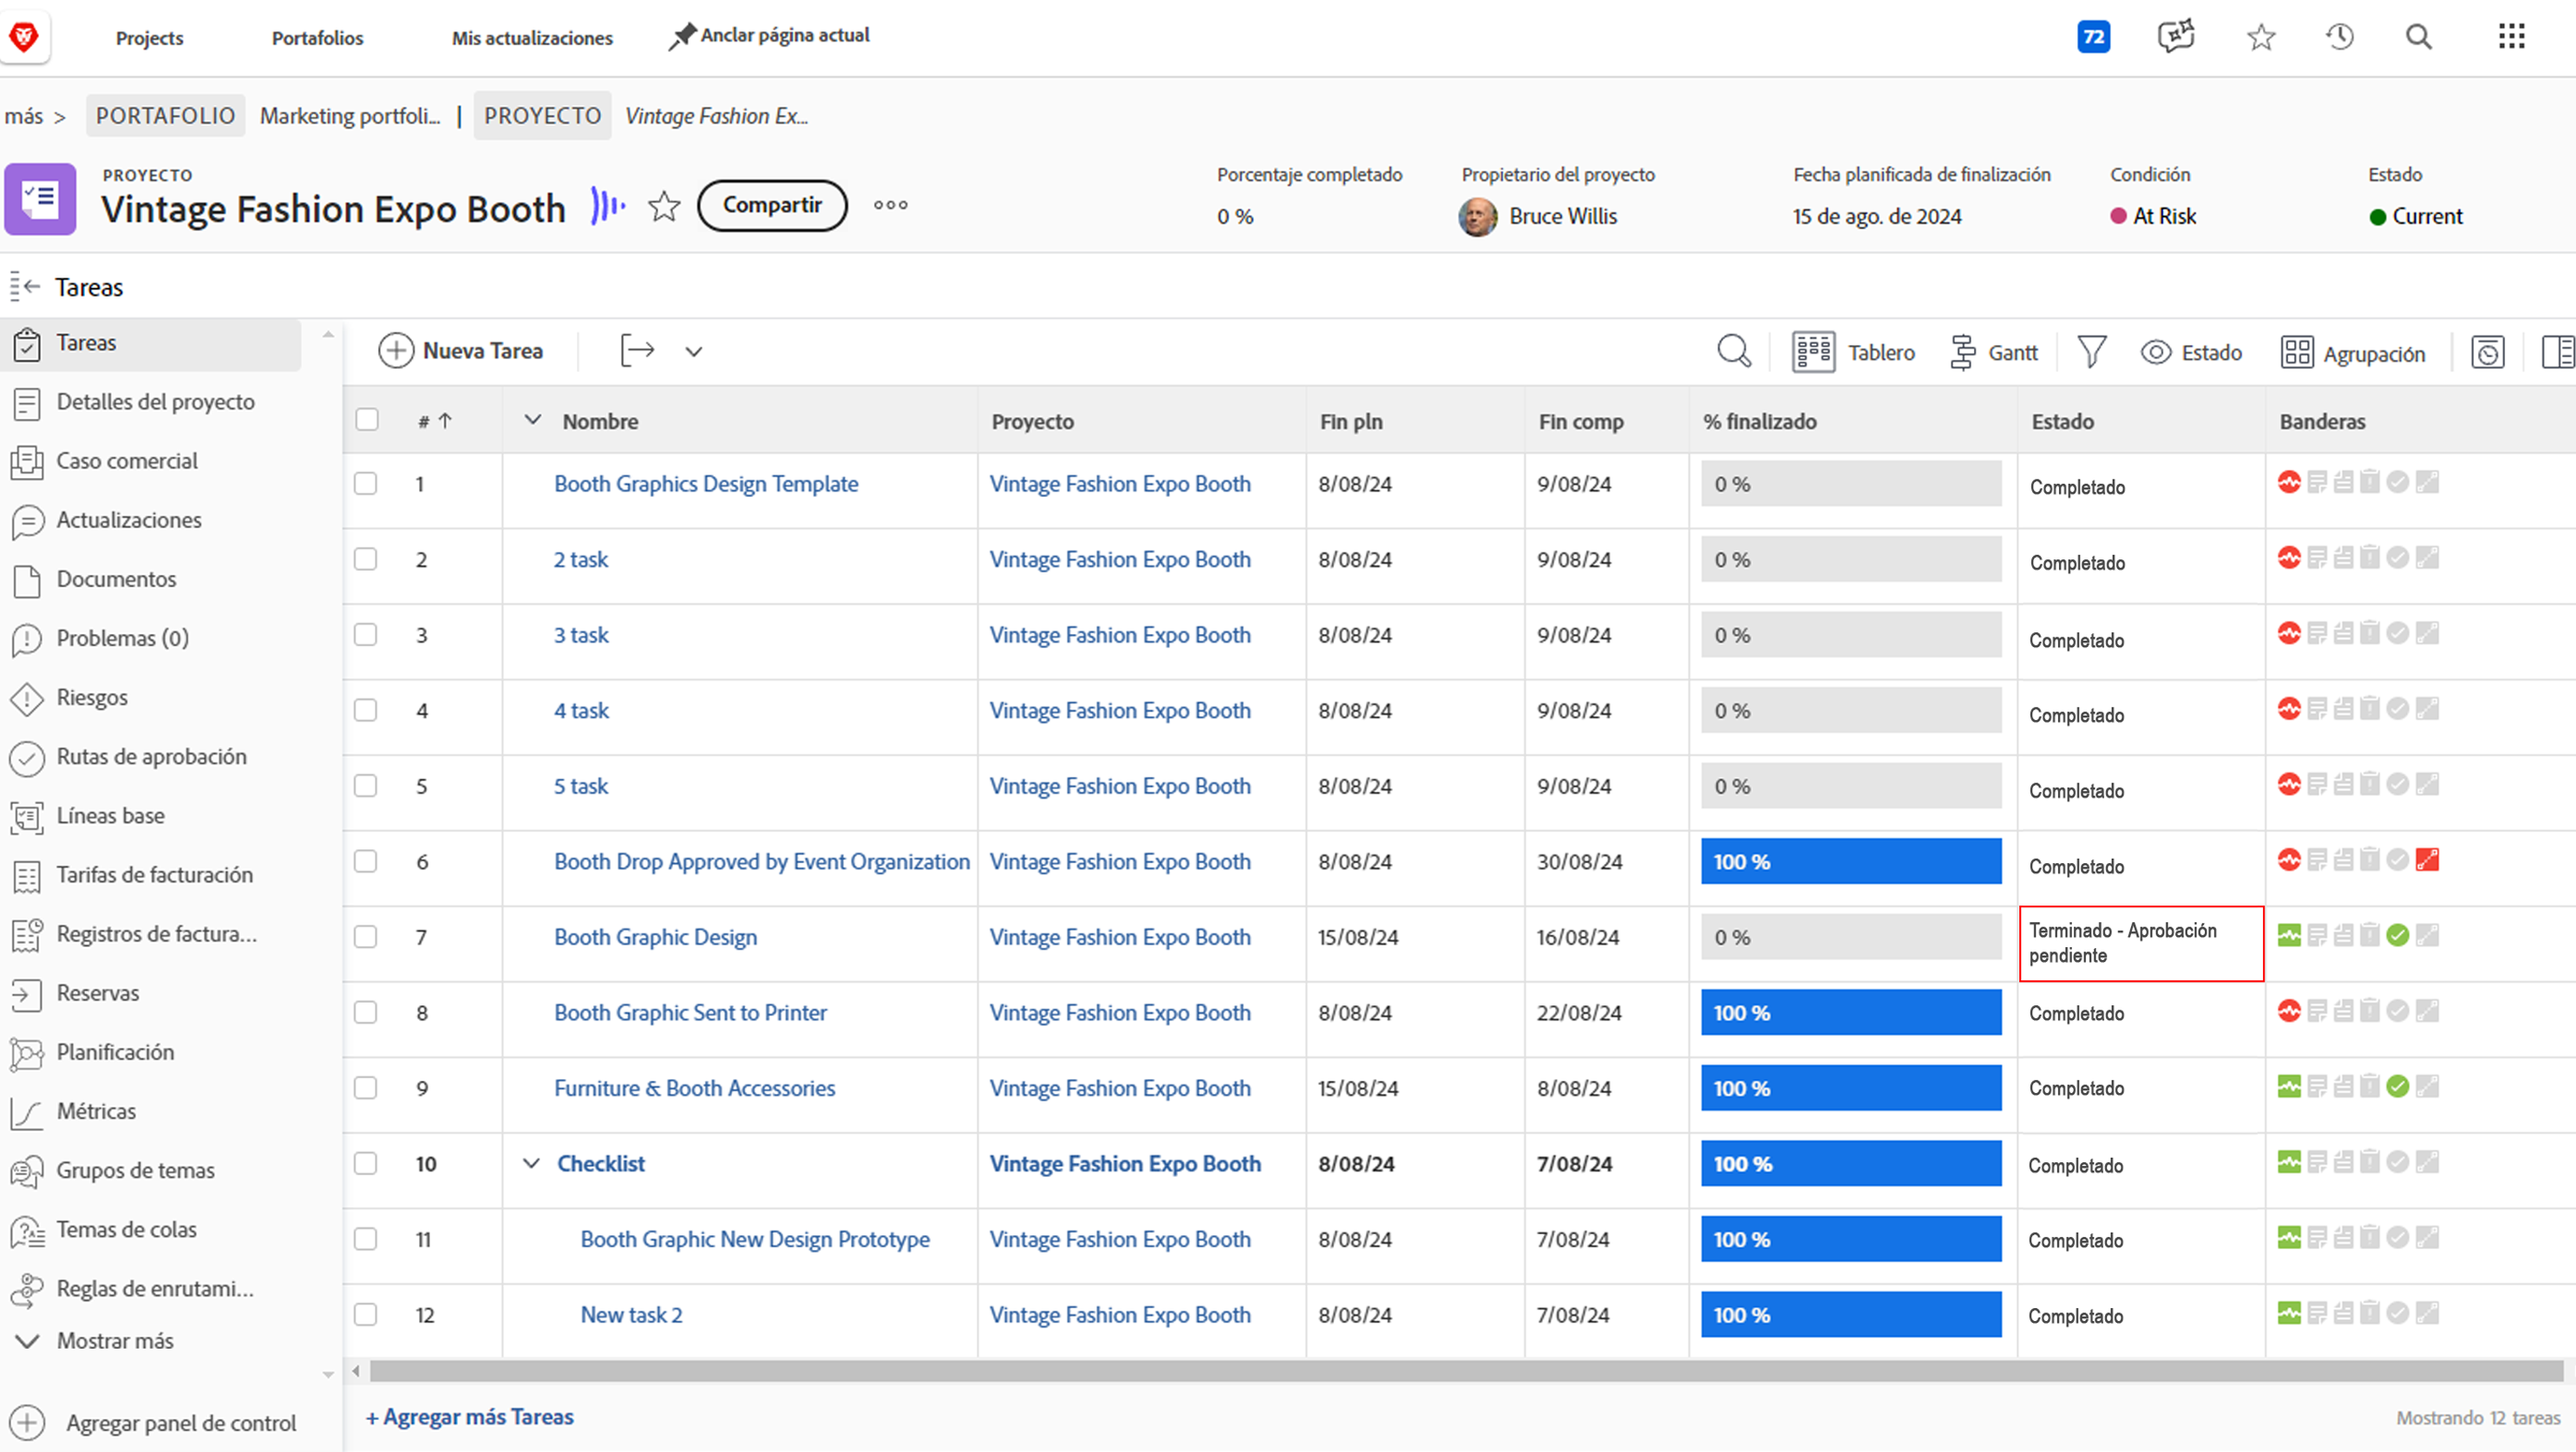 Projects Portafolios Mis actualizaciones Anclar página actual 72
más > PORTAFOLIO Marketing portfoli... | PROYECTO Vintage Fashion Ex...
PROYECTO
Vintage Fashion Expo Booth Compartir
Porcentaje completado Propietario del proyecto Fecha planificada de finalización Condición Estado
0 % Bruce Willis 15 de ago. de 2024 At Risk Current
Tareas
Tareas
Detalles del proyecto
Caso comercial
Actualizaciones
Documentos
Problemas (0)
Riesgos
Rutas de aprobación
Líneas base
Tarifas de facturación
Registros de factura...
Reservas
Planificación
Métricas
Grupos de temas
Temas de colas
Reglas de enrutami...
Mostrar más
Agregar panel de control
Nueva Tarea Tablero Gantt Estado Agrupación
# Nombre Proyecto Fin pln Fin comp % finalizado Estado Banderas
1 Booth Graphics Design Template Vintage Fashion Expo Booth 8/08/24 9/08/24 0 % Completado
2 2 task Vintage Fashion Expo Booth 8/08/24 9/08/24 0 % Completado
3 3 task Vintage Fashion Expo Booth 8/08/24 9/08/24 0 % Completado
4 4 task Vintage Fashion Expo Booth 8/08/24 9/08/24 0 % Completado
5 5 task Vintage Fashion Expo Booth 8/08/24 9/08/24 0 % Completado
6 Booth Drop Approved by Event Organization Vintage Fashion Expo Booth 8/08/24 30/08/24 100 % Completado
7 Booth Graphic Design Vintage Fashion Expo Booth 15/08/24 16/08/24 0 % Terminado - Aprobación
pendiente
8 Booth Graphic Sent to Printer Vintage Fashion Expo Booth 8/08/24 22/08/24 100 % Completado
9 Furniture & Booth Accessories Vintage Fashion Expo Booth 15/08/24 8/08/24 100 % Completado
10 Checklist Vintage Fashion Expo Booth 8/08/24 7/08/24 100 % Completado
11 Booth Graphic New Design Prototype Vintage Fashion Expo Booth 8/08/24 7/08/24 100 % Completado
12 New task 2 Vintage Fashion Expo Booth 8/08/24 7/08/24 100 % Completado
+ Agregar más Tareas Mostrando 12 tareas